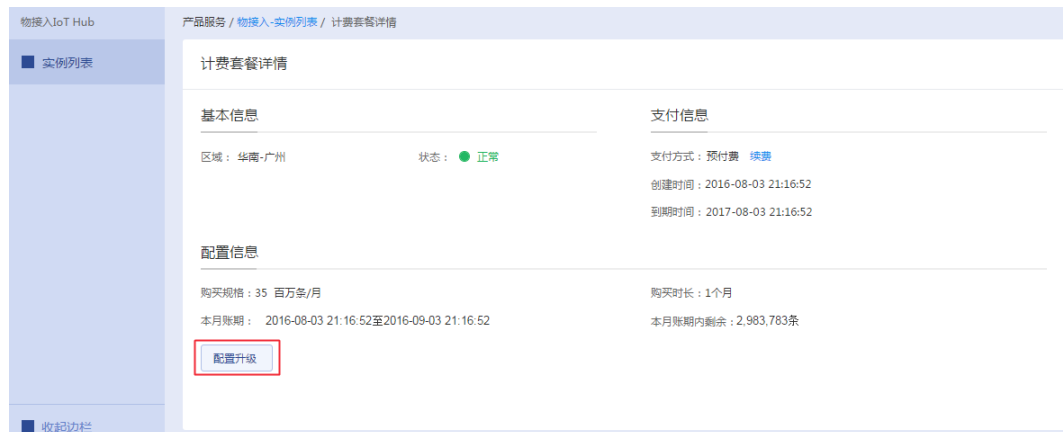 物接入IoT Hub
产品服务 / 物接入-实例列表 / 计费套餐详情
实例列表
计费套餐详情
基本信息
支付信息
区域： 华南-广州
状态： 正常
支付方式：预付费 续费
创建时间：2016-08-03 21:16:52
到期时间：2017-08-03 21:16:52
配置信息
购买规格：35 百万条/月
购买时长：1个月
本月账期： 2016-08-03 21:16:52至2016-09-03 21:16:52
本月账期内剩余：2,983,783条
配置升级
收起边栏